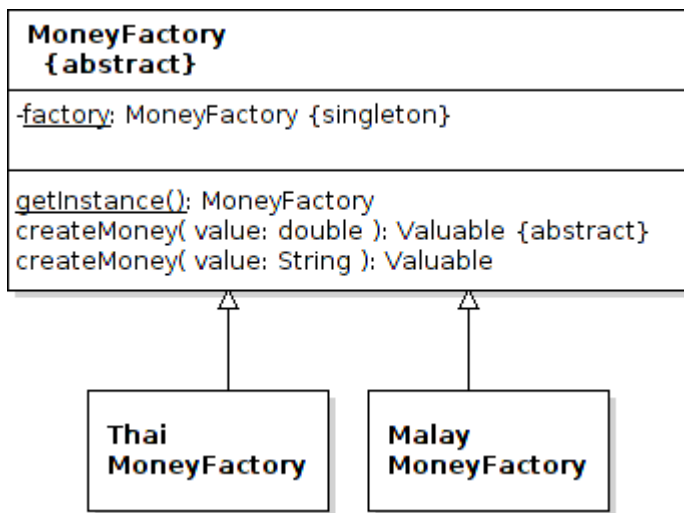 MoneyFactory
{abstract}
-factory: MoneyFactory {singleton}
getInstance(): MoneyFactory
createMoney( value: double ): Valuable {abstract}
createMoney( value: String ): Valuable
Thai
MoneyFactory
Malay
MoneyFactory